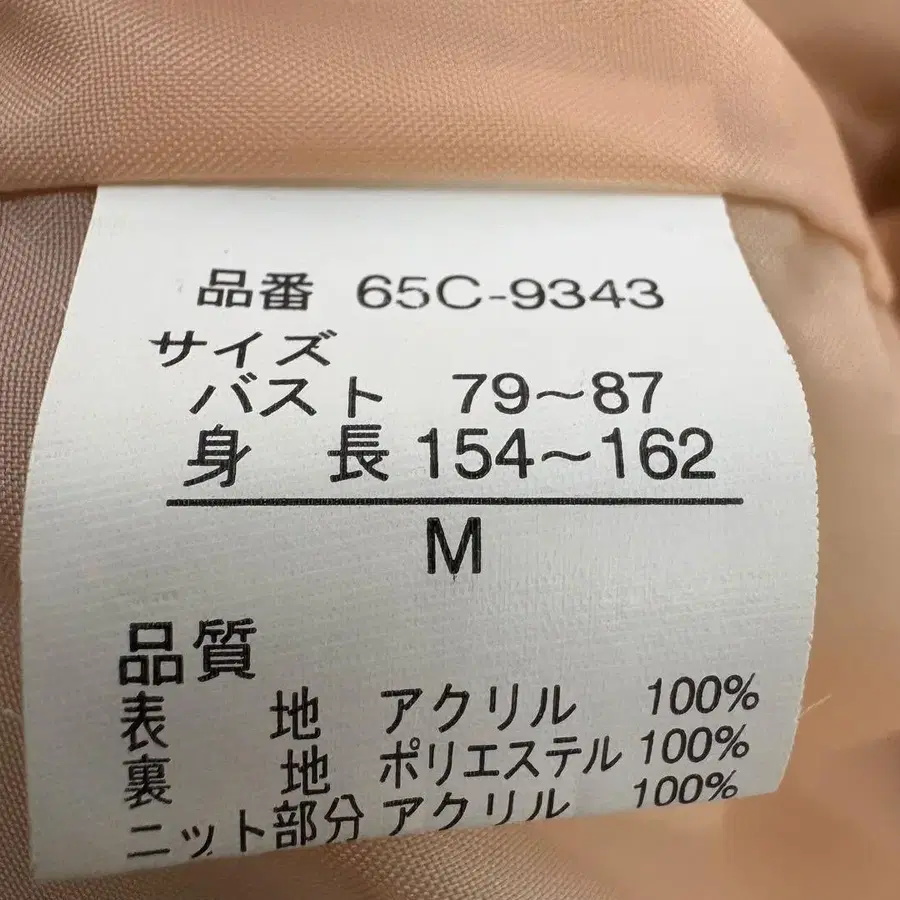 品番 65C-9343
サイズ
バスト 79～87
身長 154～162
M
品質
表地 アクリル 100%
裏地 ポリエステル 100%
ニット部分 アクリル 100%